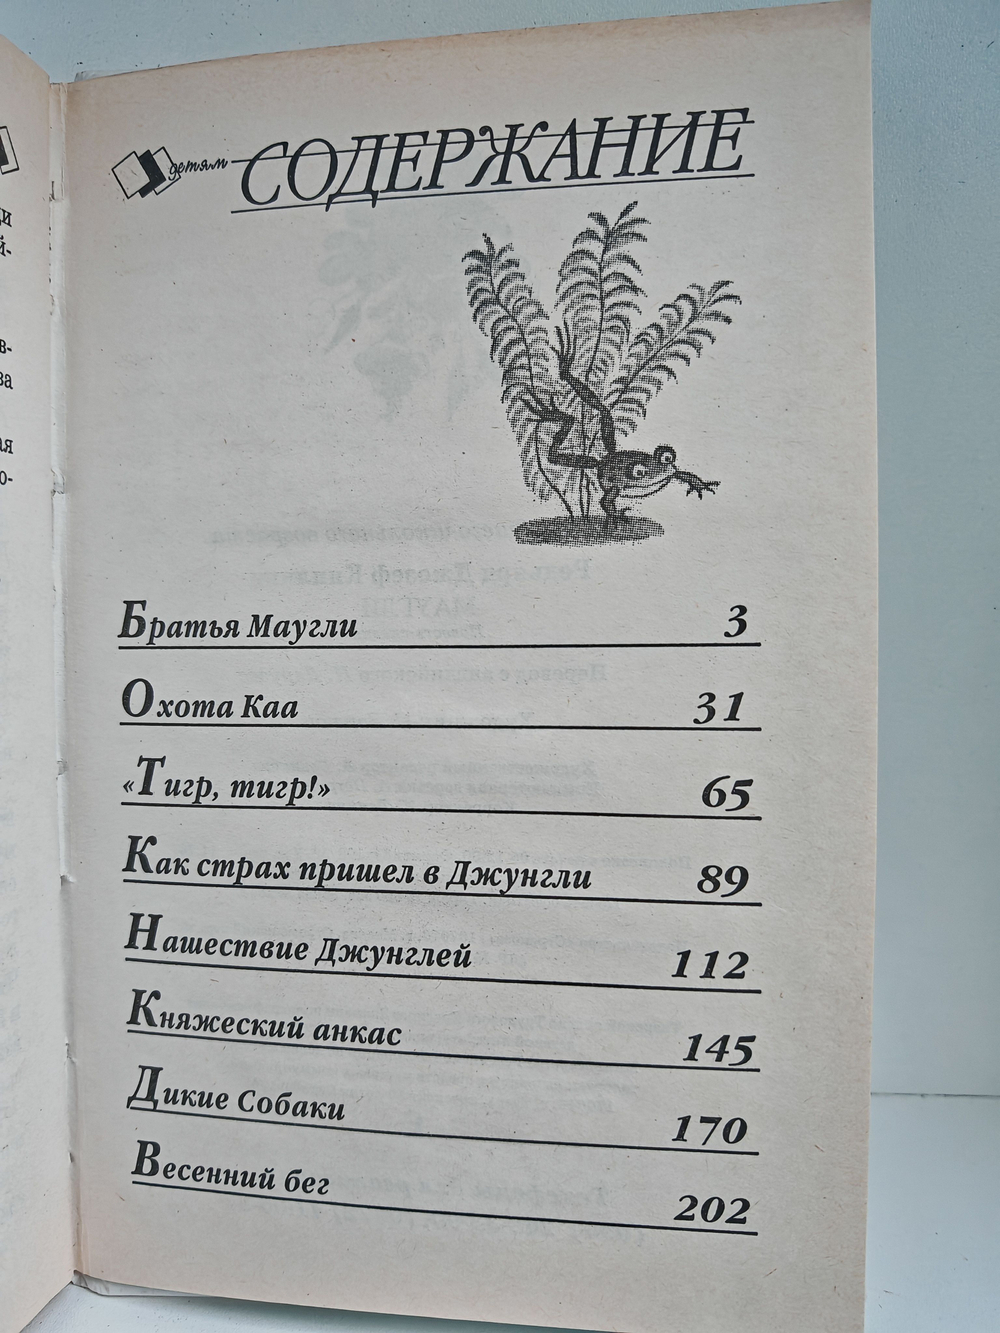 детям
СОДЕРЖАНИЕ
Братья Маугли 3
Охота Каа 31
«Тигр, тигр!» 65
Как страх пришел в Джунгли 89
Нашествие Джунглей 112
Княжеский анкас 145
Дикие Собаки 170
Весенний бег 202